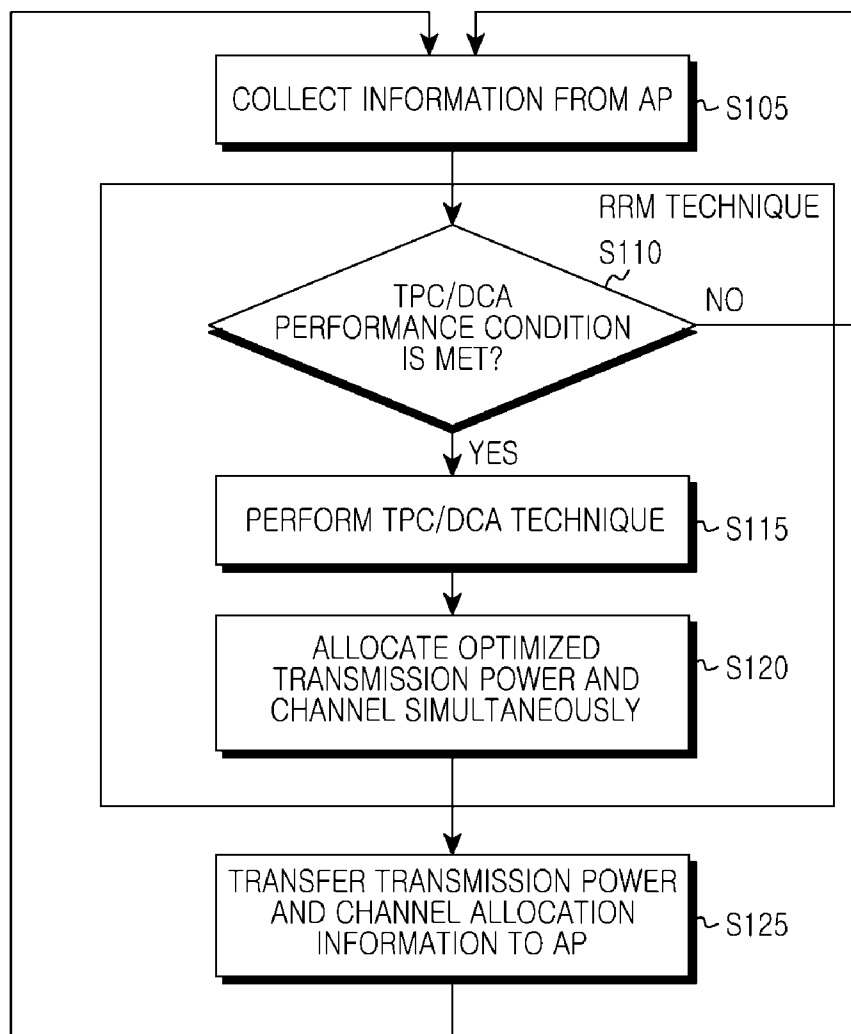 COLLECT INFORMATION FROM AP
S105
RRM TECHNIQUE
S110
TPC/DCA
PERFORMANCE CONDITION
IS MET?
NO
YES
PERFORM TPC/DCA TECHNIQUE
S115
ALLOCATE OPTIMIZED
TRANSMISSION POWER AND
CHANNEL SIMULTANEOUSLY
S120
TRANSFER TRANSMISSION POWER
AND CHANNEL ALLOCATION
INFORMATION TO AP
S125